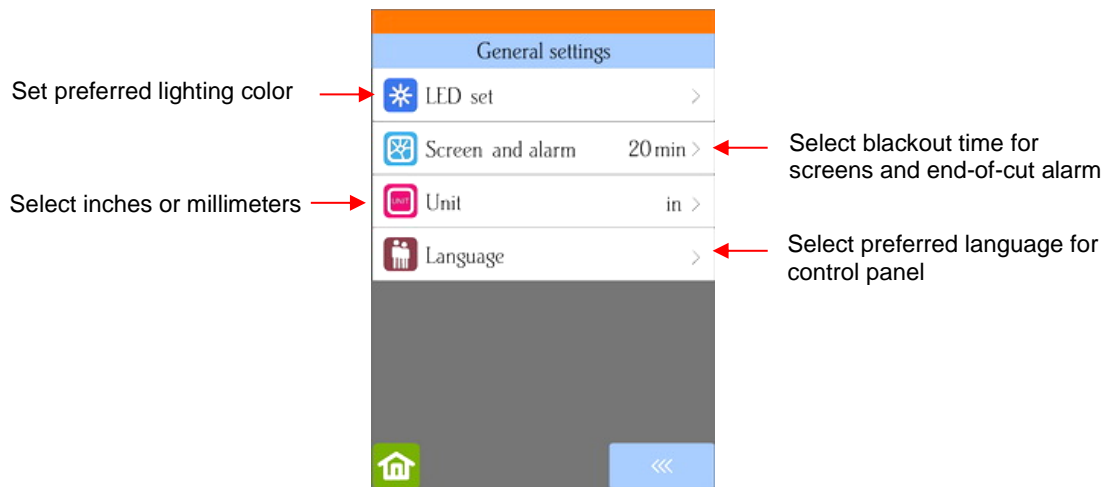 General settings
Set preferred lighting color
LED set
Screen and alarm 20 min
Select blackout time for
screens and end-of-cut alarm
Select inches or millimeters
UNIT
Unit in
Language
Select preferred language for
control panel